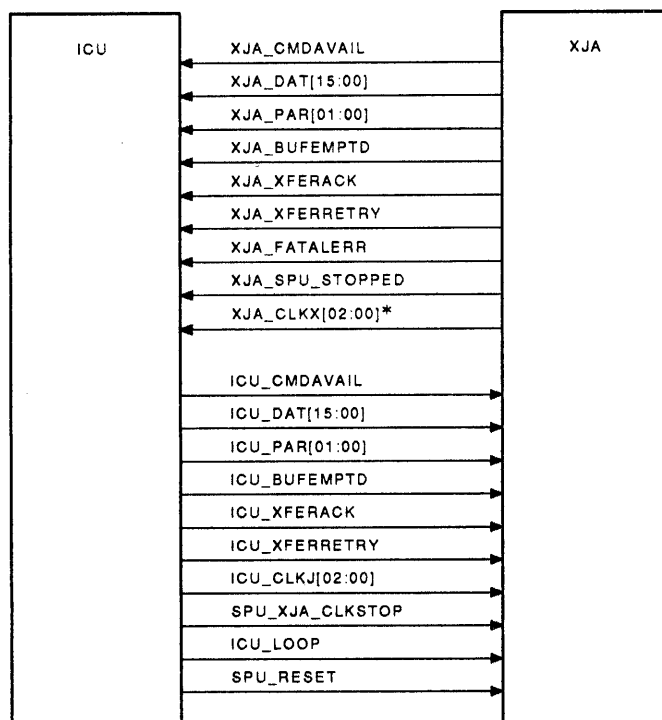 ICU
XJA
XJA_CMDAVAIL
XJA_DAT[15:00]
XJA_PAR[01:00]
XJA_BUFEMPTD
XJA_XFERACK
XJA_XFERRETRY
XJA_FATALERR
XJA_SPU_STOPPED
XJA_CLKX[02:00]*
ICU_CMDAVAIL
ICU_DAT[15:00]
ICU_PAR[01:00]
ICU_BUFEMPTD
ICU_XFERACK
ICU_XFERRETRY
ICU_CLKJ[02:00]
SPU_XJA_CLKSTOP
ICU_LOOP
SPU_RESET